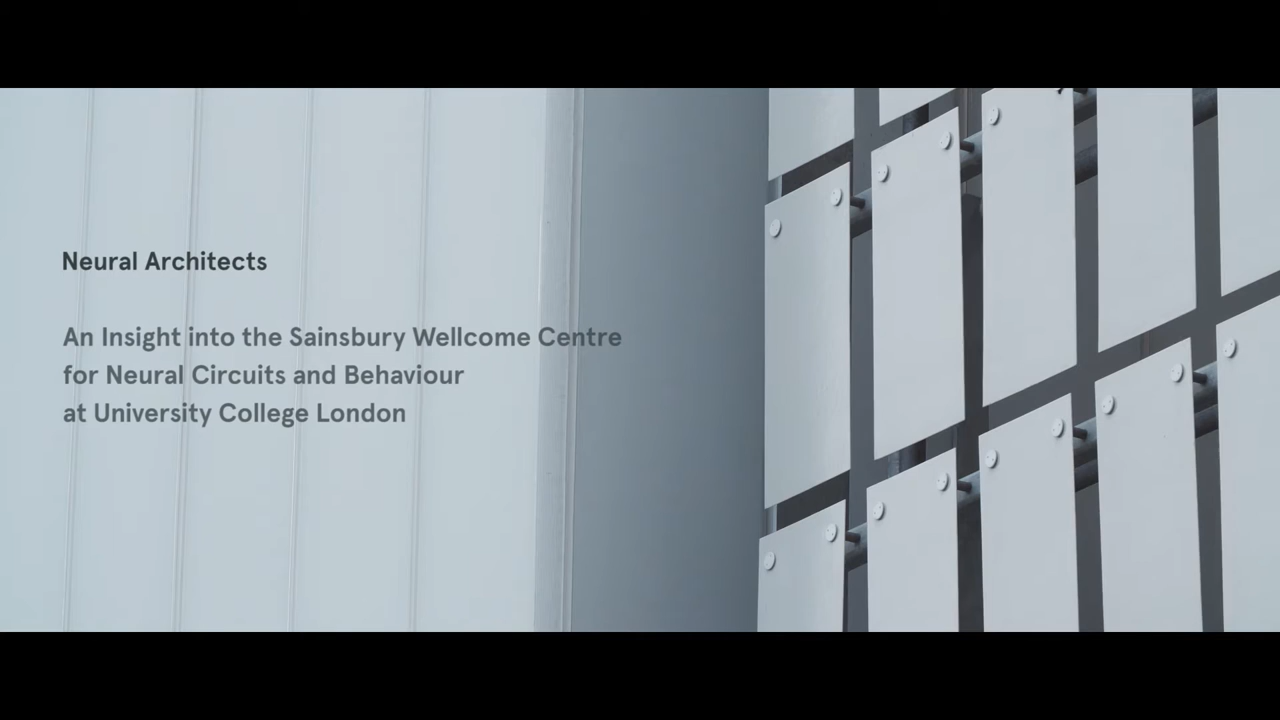 Neural Architects
An Insight into the Sainsbury Wellcome Centre
for Neural Circuits and Behaviour
at University College London